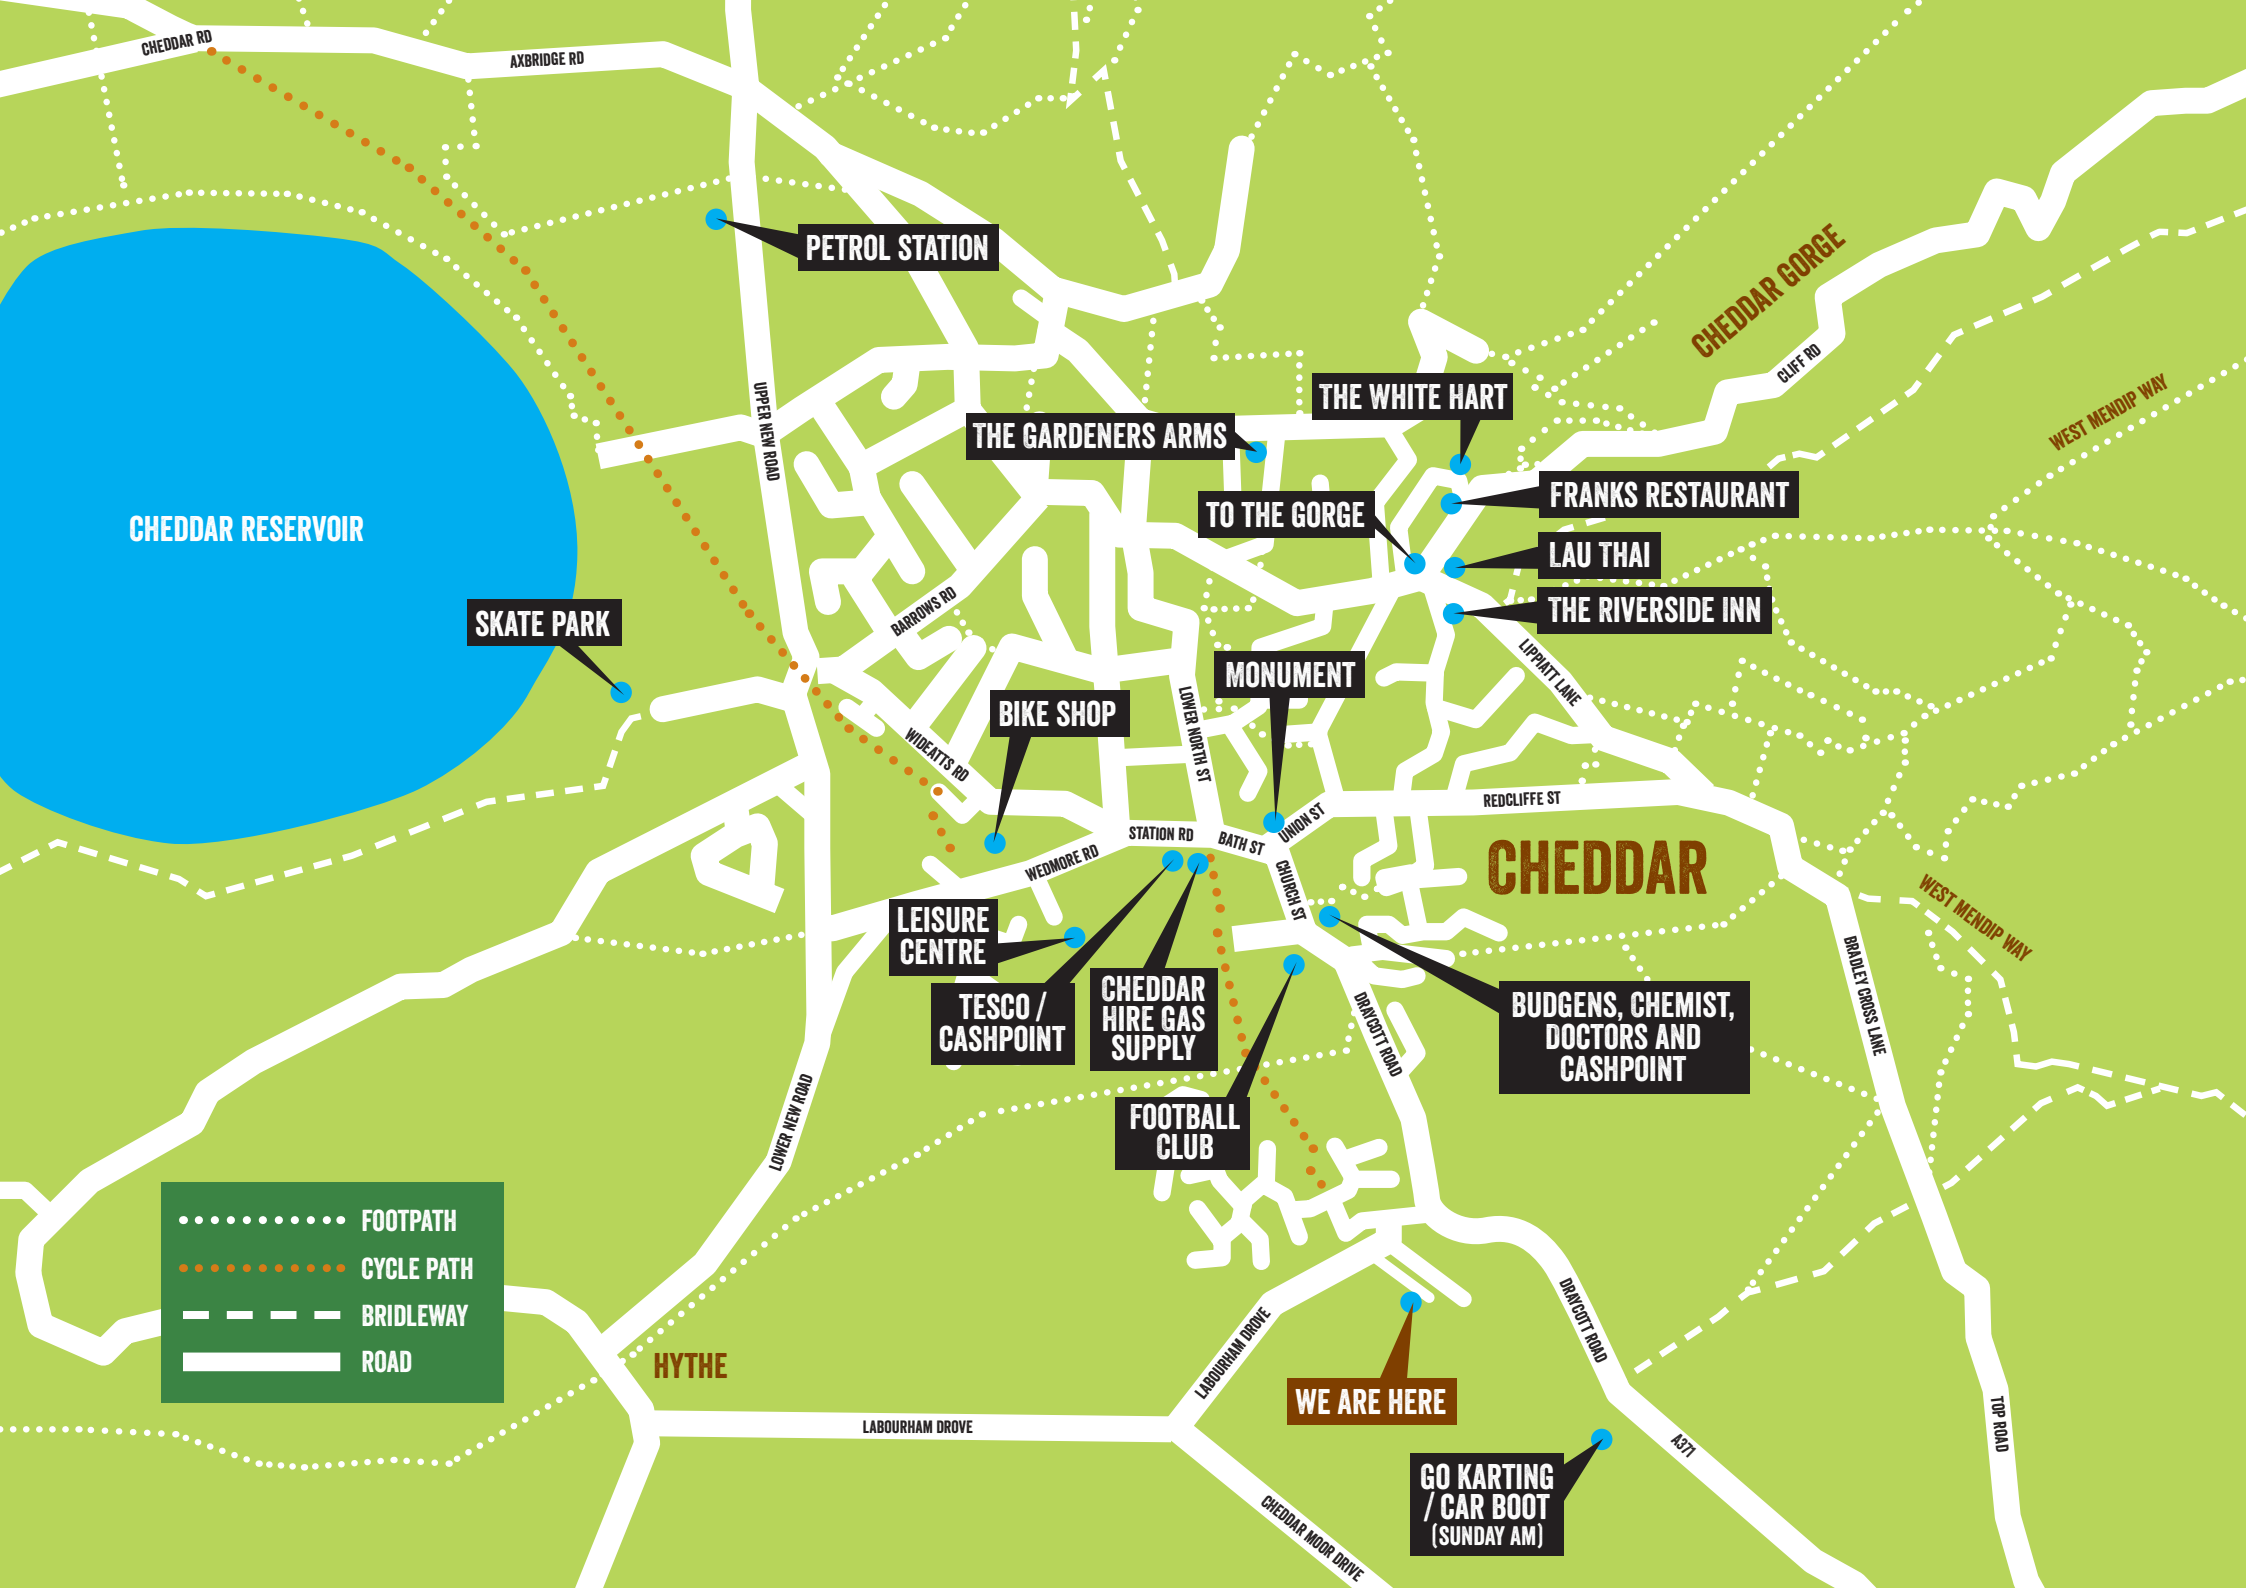 CHEDDAR RD
AXBRIDGE RD
PETROL STATION
CHEDDAR GORGE
CLIFF RD
WEST MENDIP WAY
UPPER NEW ROAD
THE WHITE HART
THE GARDENERS ARMS
FRANKS RESTAURANT
TO THE GORGE
CHEDDAR RESERVOIR
LAU THAI
THE RIVERSIDE INN
BARROWS RD
SKATE PARK
LIPPIATT LANE
MONUMENT
BIKE SHOP
LOWER NORTH ST
WIDEATTS RD
REDCLIFFE ST
UNION ST
STATION RD
BATH ST
WEDMORE RD
CHEDDAR
CHURCH ST
WEST MENDIP WAY
LEISURE
CENTRE
BRADLEY CROSS LANE
TESCO /
CASHPOINT
CHEDDAR
HIRE GAS
SUPPLY
BUDGENS, CHEMIST,
DOCTORS AND
CASHPOINT
DRAYCOTT ROAD
LOWER NEW ROAD
FOOTBALL
CLUB
FOOTPATH
CYCLE PATH
BRIDLEWAY
ROAD
HYTHE
DRAYCOTT ROAD
LABOURHAM DROVE
WE ARE HERE
LABOURHAM DROVE
A371
TOP ROAD
GO KARTING
/ CAR BOOT
(SUNDAY AM)
CHEDDAR MOOR DRIVE